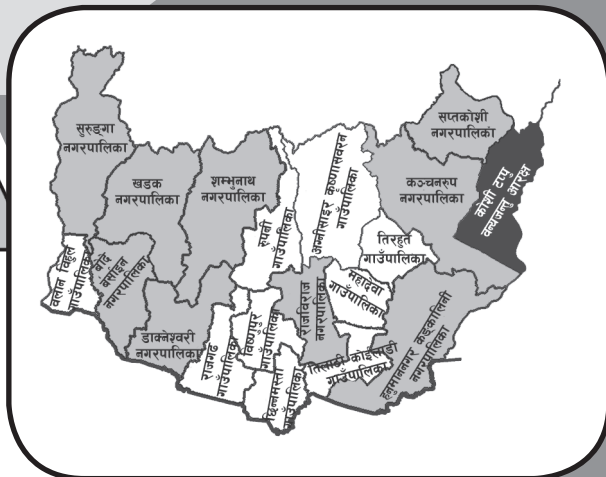 सुरुङ्गा
नगरपालिका
खडक
नगरपालिका
शम्भुनाथ
नगरपालिका
रुपनी
गाउँपालिका
अग्नीसाइर कृष्णासवरन
गाउँपालिका
सप्तकोशी
नगरपालिका
कञ्चनरुप
नगरपालिका
कोशी टप्पु
वन्यजन्तु आरक्ष
तिरहुत
गाउँपालिका
महादेवा
गाउँपालिका
बलान विहुल
गाउँपालिका
बोदे
बर्साइन
नगरपालिका
डाक्नेश्वरी
नगरपालिका
राजगढ
गाउँपालिका
विष्णुपुर
गाउँपालिका
राजविराज
नगरपालिका
छिन्नमस्ता
गाउँपालिका
तिलाठी कोईलाडी
गाउँपालिका
हनुमाननगर कङ्कालिनी
नगरपालिका